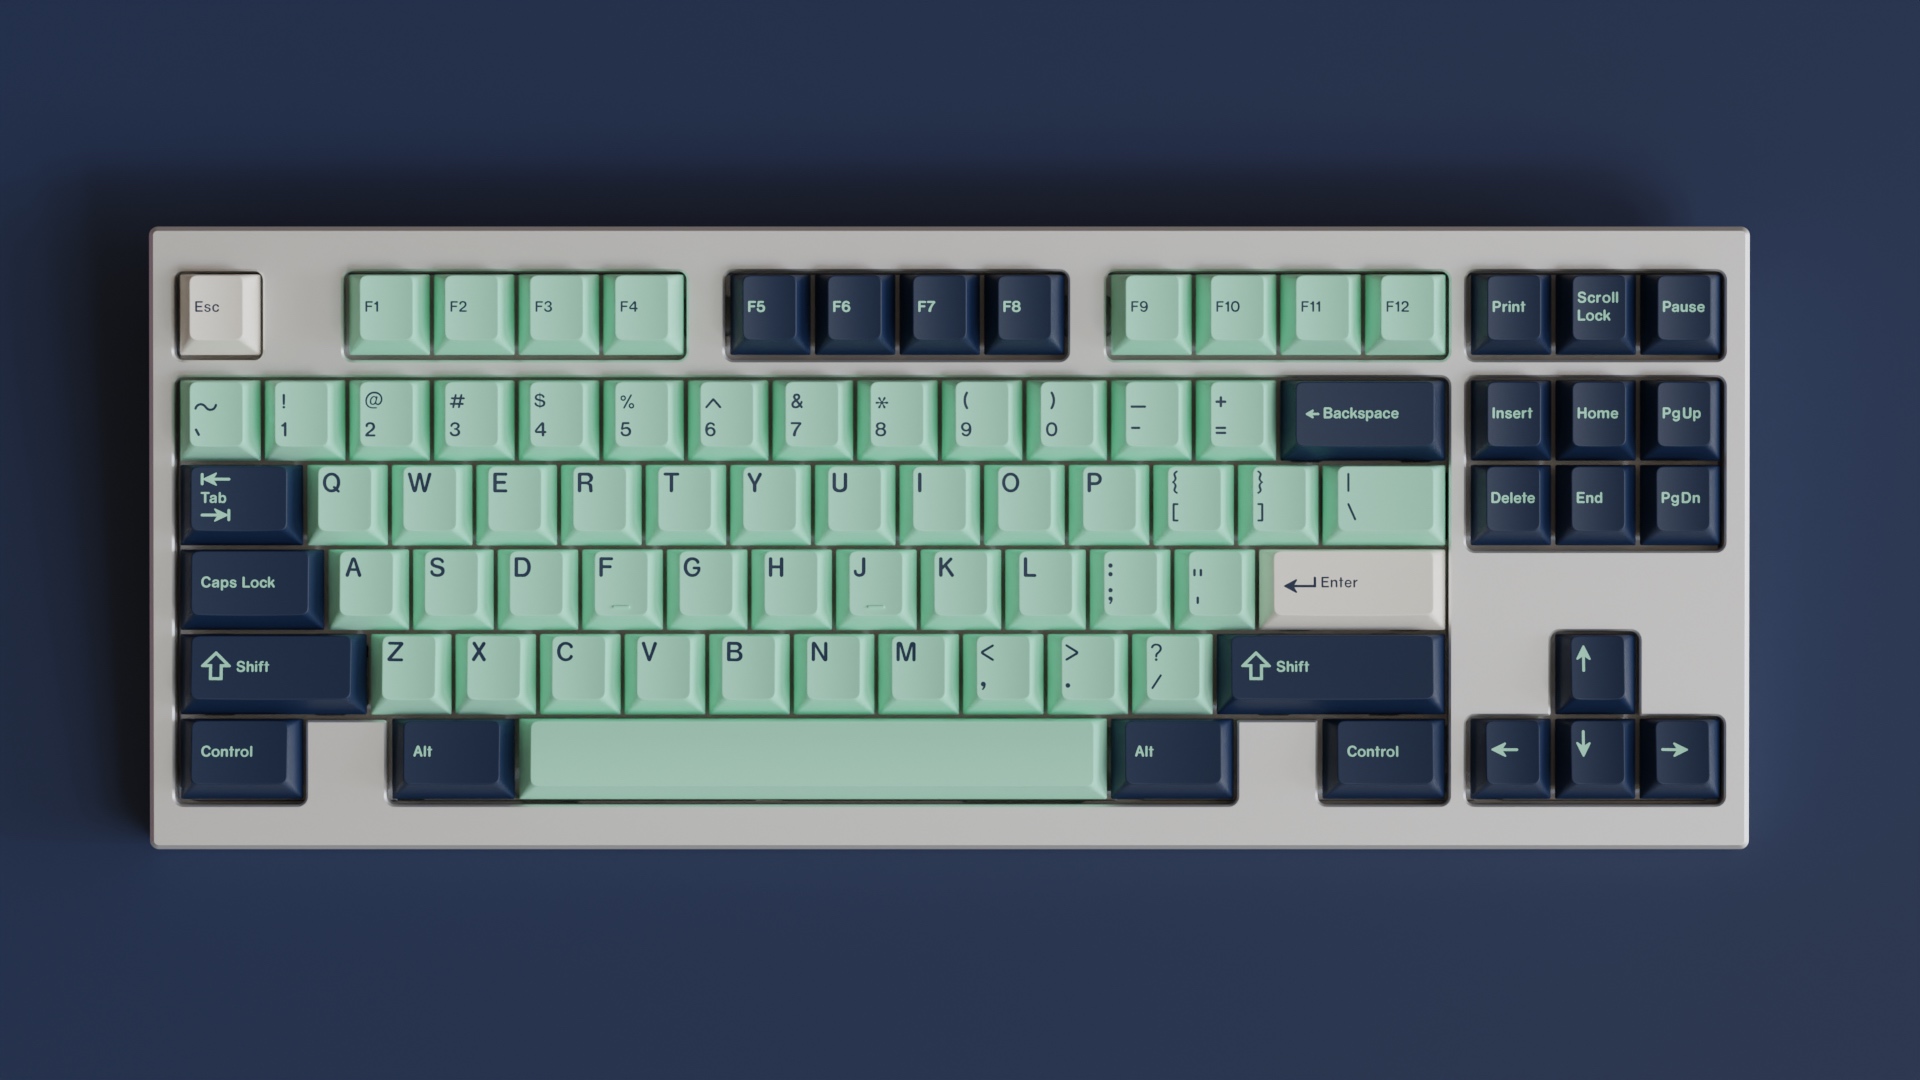 Esc F1 F2 F3 F4 F5 F6 F7 F8 F9 F10 F11 F12 Print Scroll Lock Pause
~ ! @ # $ % ^ & * ( ) _ +
` 1 2 3 4 5 6 7 8 9 0 - = ← Backspace Insert Home PgUp
⇤ Tab ⇥ Q W E R T Y U I O P { [ } ] | \ Delete End PgDn
Caps Lock A S D F G H J K L : ; " ' ↵ Enter
⇧ Shift Z X C V B N M < , > . ? / ⇧ Shift ↑
Control Alt Alt Control ← ↓ →